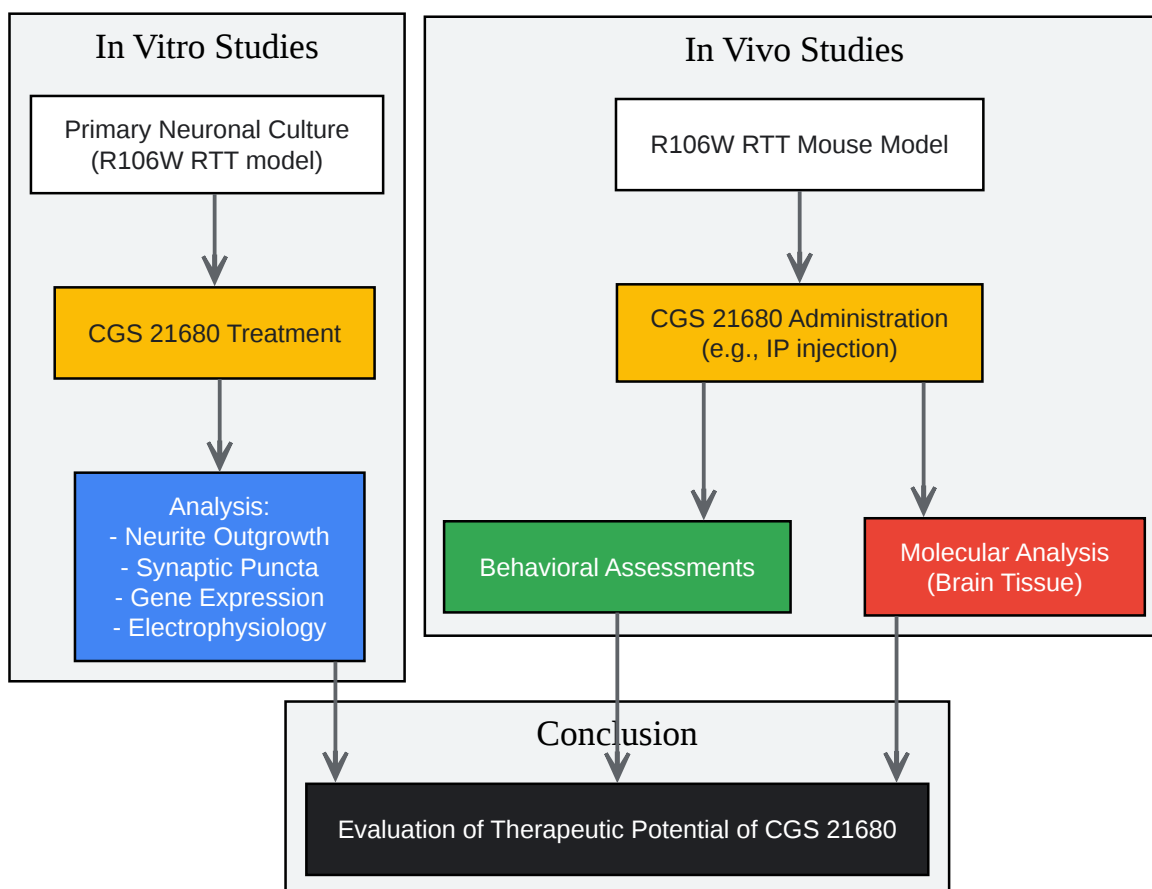 In Vitro Studies
Primary Neuronal Culture
(R106W RTT model)
CGS 21680 Treatment
Analysis:
- Neurite Outgrowth
- Synaptic Puncta
- Gene Expression
- Electrophysiology
In Vivo Studies
R106W RTT Mouse Model
CGS 21680 Administration
(e.g., IP injection)
Behavioral Assessments
Molecular Analysis
(Brain Tissue)
Conclusion
Evaluation of Therapeutic Potential of CGS 21680